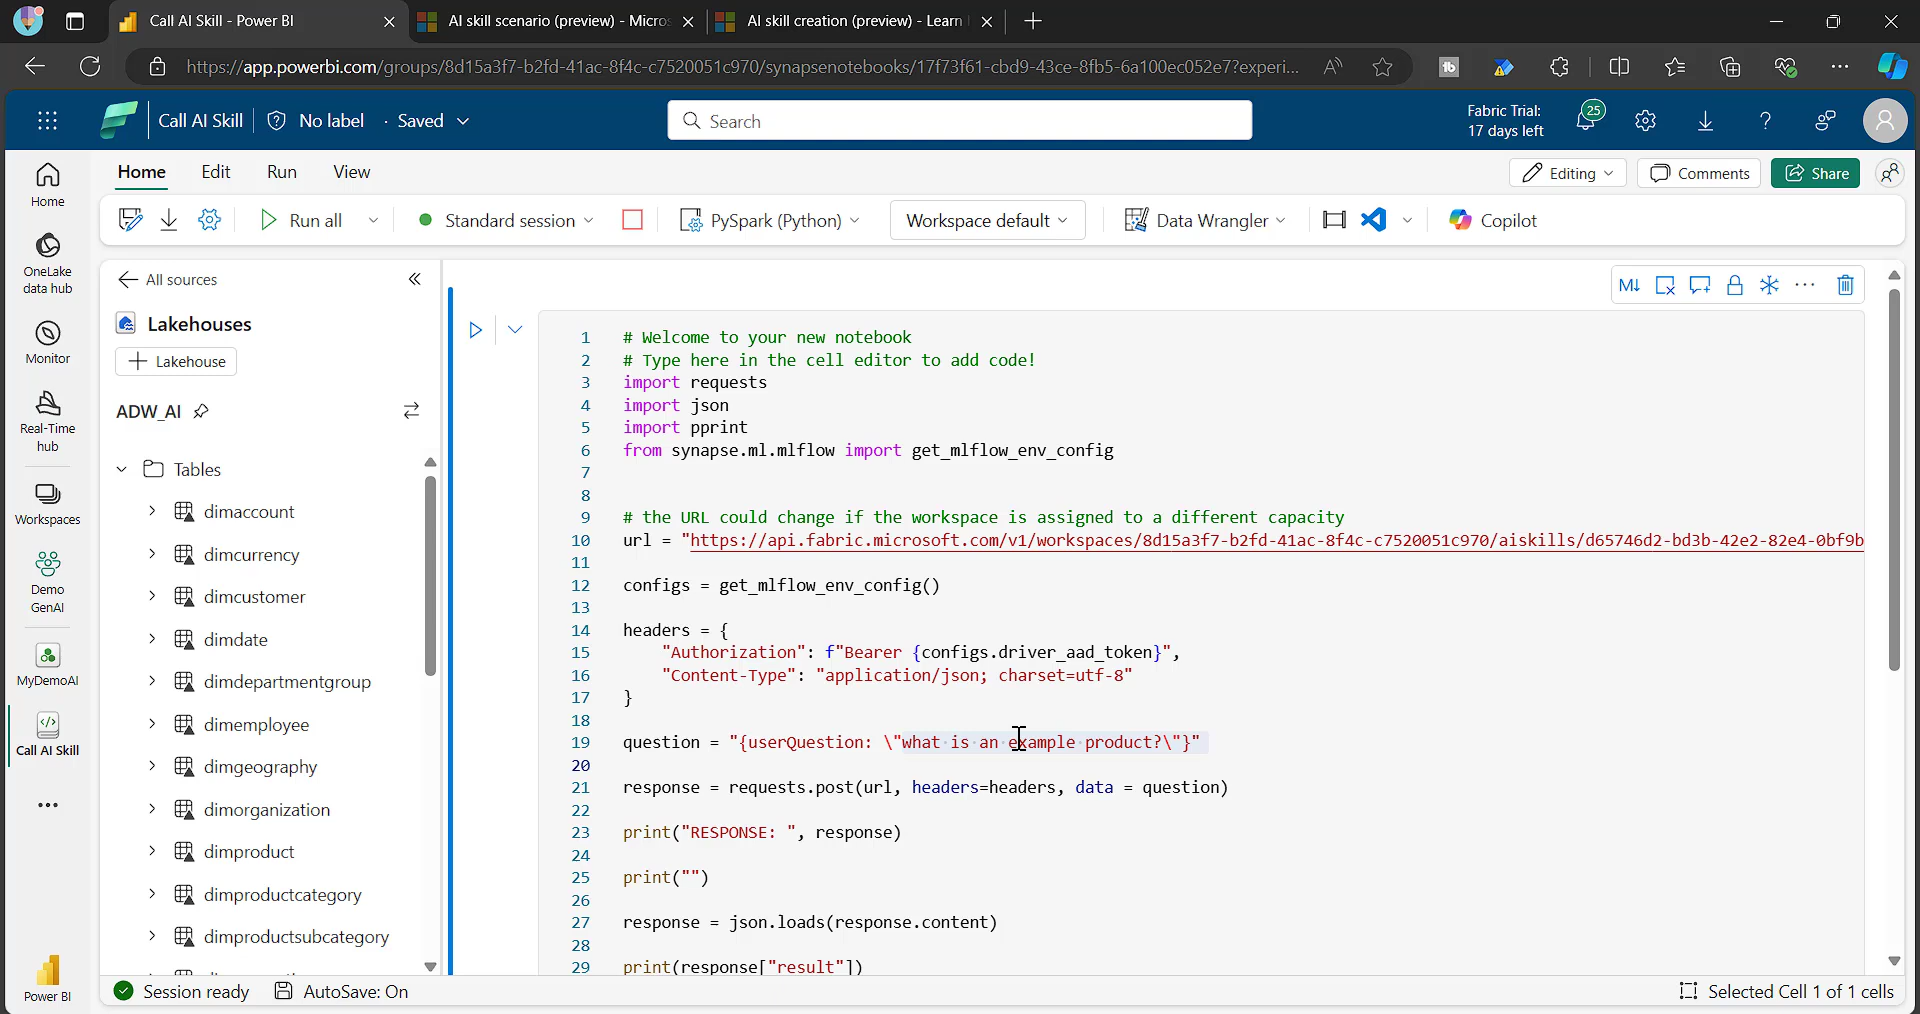 Call AI Skill - Power BI
AI skill scenario (preview) - Micros
AI skill creation (preview) - Learn
https://app.powerbi.com/groups/8d15a3f7-b2fd-41ac-8f4c-c7520051c970/synapsenotebooks/17f73f61-cbd9-43ce-8fb5-6a100ec052e7?experi...
Call AI Skill
No label
· Saved
Search
Fabric Trial:
17 days left
25
Home
Edit
Run
View
Editing
Comments
Share
Run all
Standard session
PySpark (Python)
Workspace default
Data Wrangler
Copilot
Home
OneLake
data hub
Monitor
Real-Time
hub
Workspaces
Demo
GenAI
MyDemoAI
Call AI Skill
Power BI
All sources
Lakehouses
Lakehouse
ADW_AI
Tables
dimaccount
dimcurrency
dimcustomer
dimdate
dimdepartmentgroup
dimemployee
dimgeography
dimorganization
dimproduct
dimproductcategory
dimproductsubcategory
M↓
1 # Welcome to your new notebook
2 # Type here in the cell editor to add code!
3 import requests
4 import json
5 import pprint
6 from synapse.ml.mlflow import get_mlflow_env_config
7
8
9 # the URL could change if the workspace is assigned to a different capacity
10 url = "https://api.fabric.microsoft.com/v1/workspaces/8d15a3f7-b2fd-41ac-8f4c-c7520051c970/aiskills/d65746d2-bd3b-42e2-82e4-0bf9b
11
12 configs = get_mlflow_env_config()
13
14 headers = {
15 "Authorization": f"Bearer {configs.driver_aad_token}",
16 "Content-Type": "application/json; charset=utf-8"
17 }
18
19 question = "{userQuestion: \"what is an example product?\"}"
20
21 response = requests.post(url, headers=headers, data = question)
22
23 print("RESPONSE: ", response)
24
25 print("")
26
27 response = json.loads(response.content)
28
29 print(response["result"])
Session ready
AutoSave: On
Selected Cell 1 of 1 cells